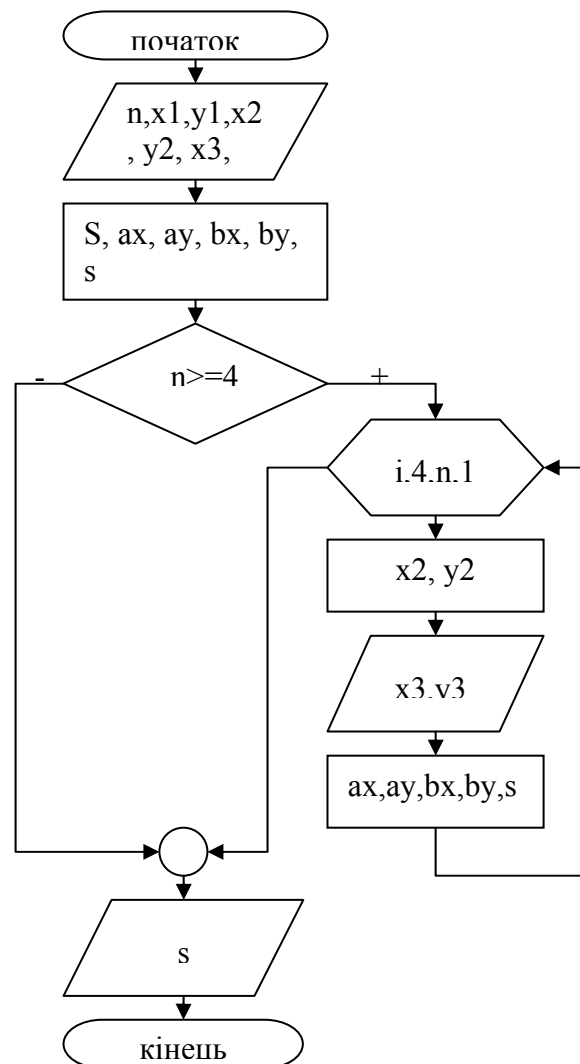 початок
n,x1,y1,x2
, y2, x3,
S, ax, ay, bx, by,
s
n>=4
-
+
i,4,n,1
x2, y2
x3,y3
ax,ay,bx,by,s
s
кінець